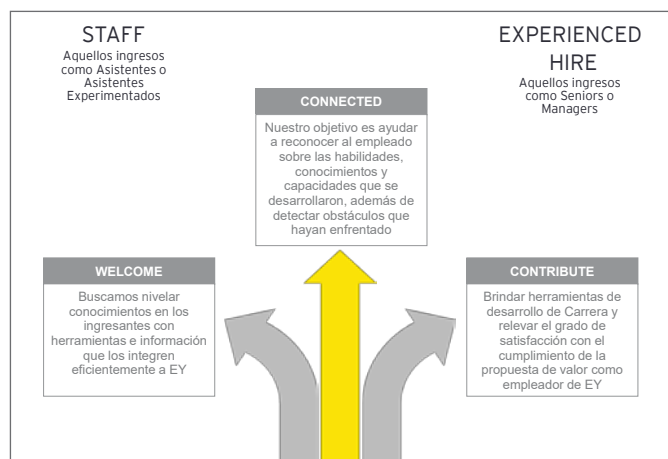 STAFF
Aquellos ingresos
como Asistentes o
Asistentes
Experimentados
EXPERIENCED
HIRE
Aquellos ingresos
como Seniors o
Managers
CONNECTED
Nuestro objetivo es ayudar
a reconocer al empleado
sobre las habilidades,
conocimientos y
capacidades que se
desarrollaron, además de
detectar obstáculos que
hayan enfrentado
WELCOME
Buscamos nivelar
conocimientos en los
ingresantes con
herramientas e información
que los integren
eficientemente a EY
CONTRIBUTE
Brindar herramientas de
desarrollo de Carrera y
relevar el grado de
satisfacción con el
cumplimiento de la
propuesta de valor como
empleador de EY